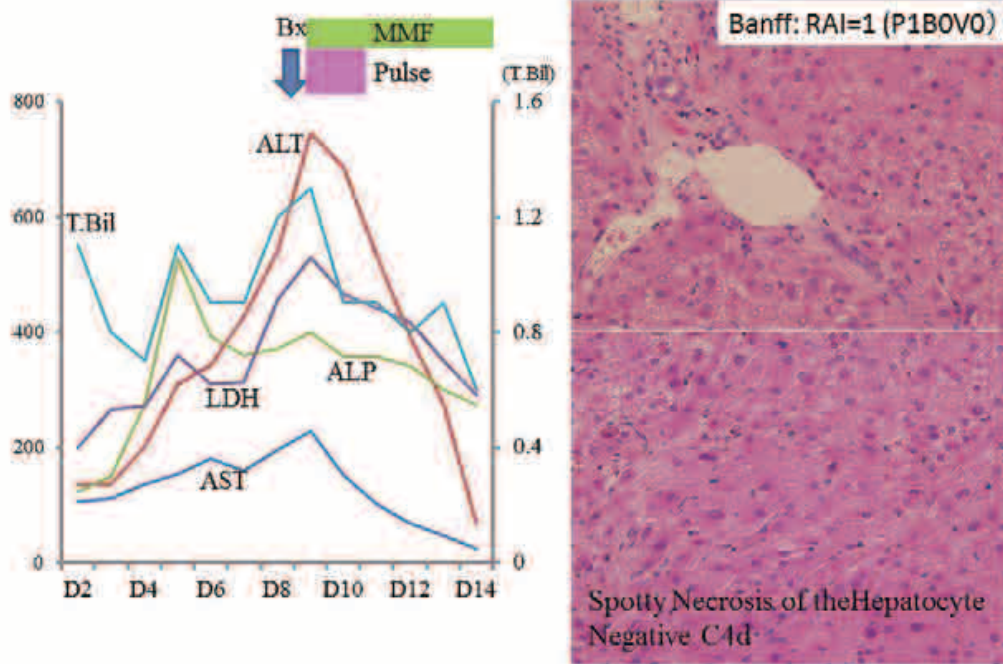 Bx
MMF
Pulse
(T.Bil)
800
600
400
200
0
1.6
1.2
0.8
0.4
0
T.Bil
ALT
ALP
LDH
AST
D2 D4 D6 D8 D10 D12 D14
Banff: RAI=1 (P1B0V0)
Spotty Necrosis of theHepatocyte
Negative C4d